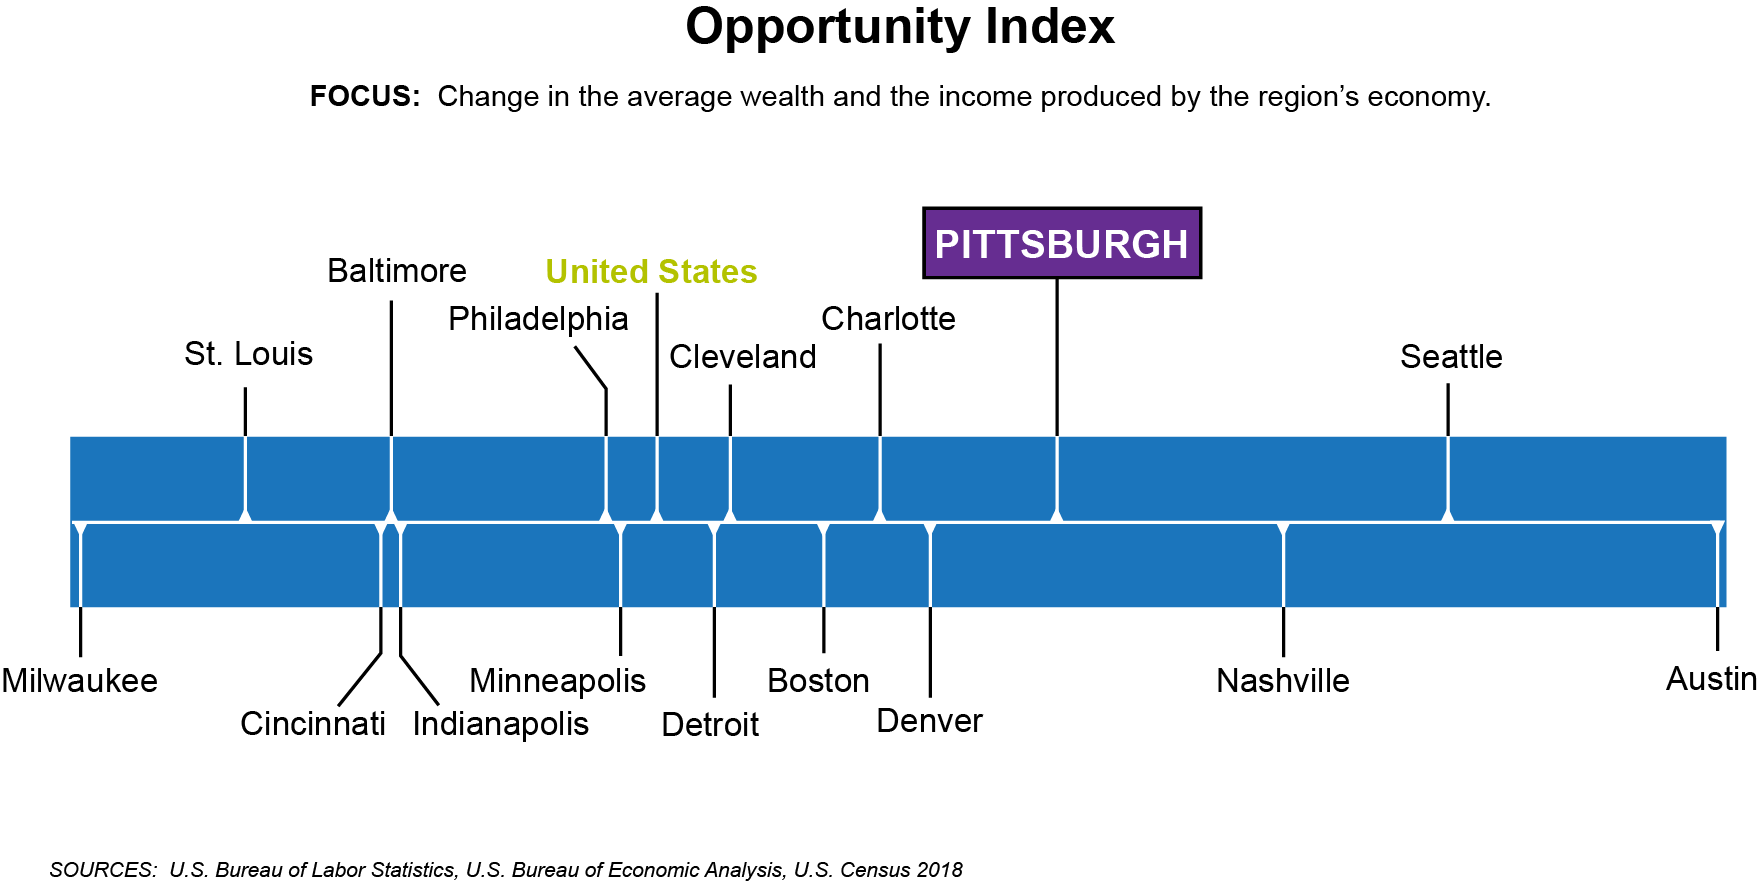 Opportunity Index
FOCUS: Change in the average wealth and the income produced by the region’s economy.
PITTSBURGH
Baltimore
United States
Philadelphia
Charlotte
St. Louis
Cleveland
Seattle
Milwaukee
Minneapolis
Boston
Nashville
Austin
Cincinnati
Indianapolis
Detroit
Denver
SOURCES: U.S. Bureau of Labor Statistics, U.S. Bureau of Economic Analysis, U.S. Census 2018